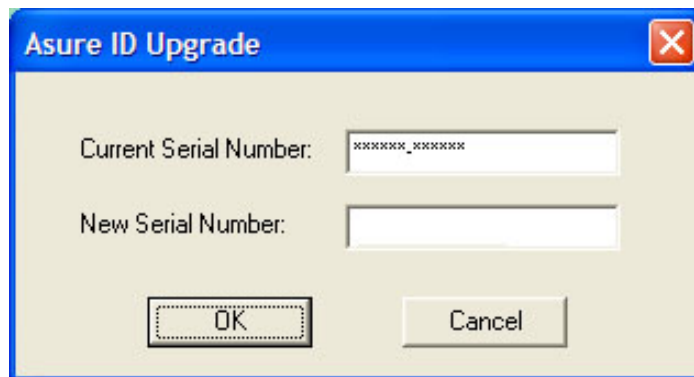 Asure ID Upgrade
Current Serial Number: ××××××-××××××
New Serial Number:
OK Cancel